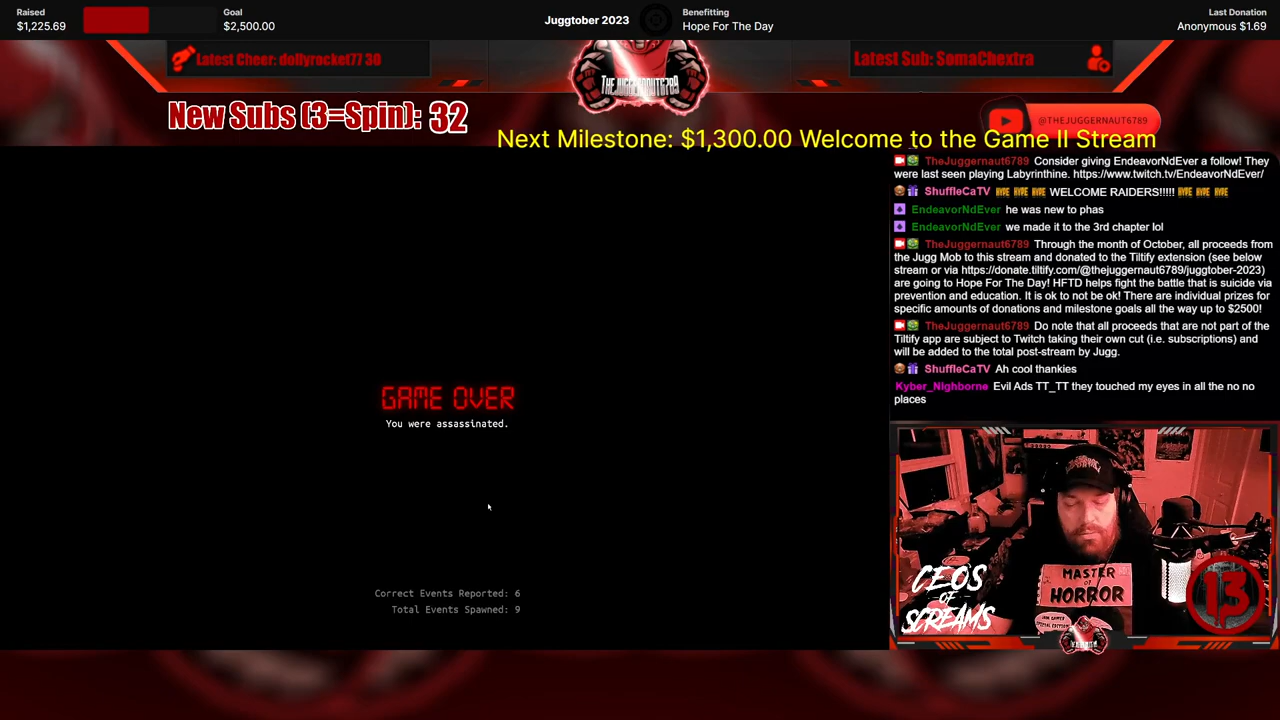 Raised
$1,225.69
Goal
$2,500.00
Juggtober 2023
Benefitting
Hope For The Day
Last Donation
Anonymous $1.69
Latest Cheer: dollyrocket77 30
THEJUGGERNAUT6789
Latest Sub: SomaChextra
New Subs (3=Spin): 32
@THEJUGGERNAUT6789
Next Milestone: $1,300.00 Welcome to the Game II Stream
TheJuggernaut6789 Consider giving EndeavorNdEver a follow! They
were last seen playing Labyrinthine. https://www.twitch.tv/EndeavorNdEver/
ShuffleCaTV HYPE HYPE HYPE WELCOME RAIDERS!!!!! HYPE HYPE HYPE
EndeavorNdEver he was new to phas
EndeavorNdEver we made it to the 3rd chapter lol
TheJuggernaut6789 Through the month of October, all proceeds from
the Jugg Mob to this stream and donated to the Tiltify extension (see below
stream or via https://donate.tiltify.com/@thejuggernaut6789/juggtober-2023)
are going to Hope For The Day! HFTD helps fight the battle that is suicide via
prevention and education. It is ok to not be ok! There are individual prizes for
specific amounts of donations and milestone goals all the way up to $2500!
TheJuggernaut6789 Do note that all proceeds that are not part of the
Tiltify app are subject to Twitch taking their own cut (i.e. subscriptions) and
will be added to the total post-stream by Jugg.
ShuffleCaTV Ah cool thankies
Kyber_NIghborne Evil Ads TT_TT they touched my eyes in all the no no
places
GAME OVER
You were assassinated.
Correct Events Reported: 6
Total Events Spawned: 9
CEOS
OF
SCREAMS
MASTER
OF
HORROR
13